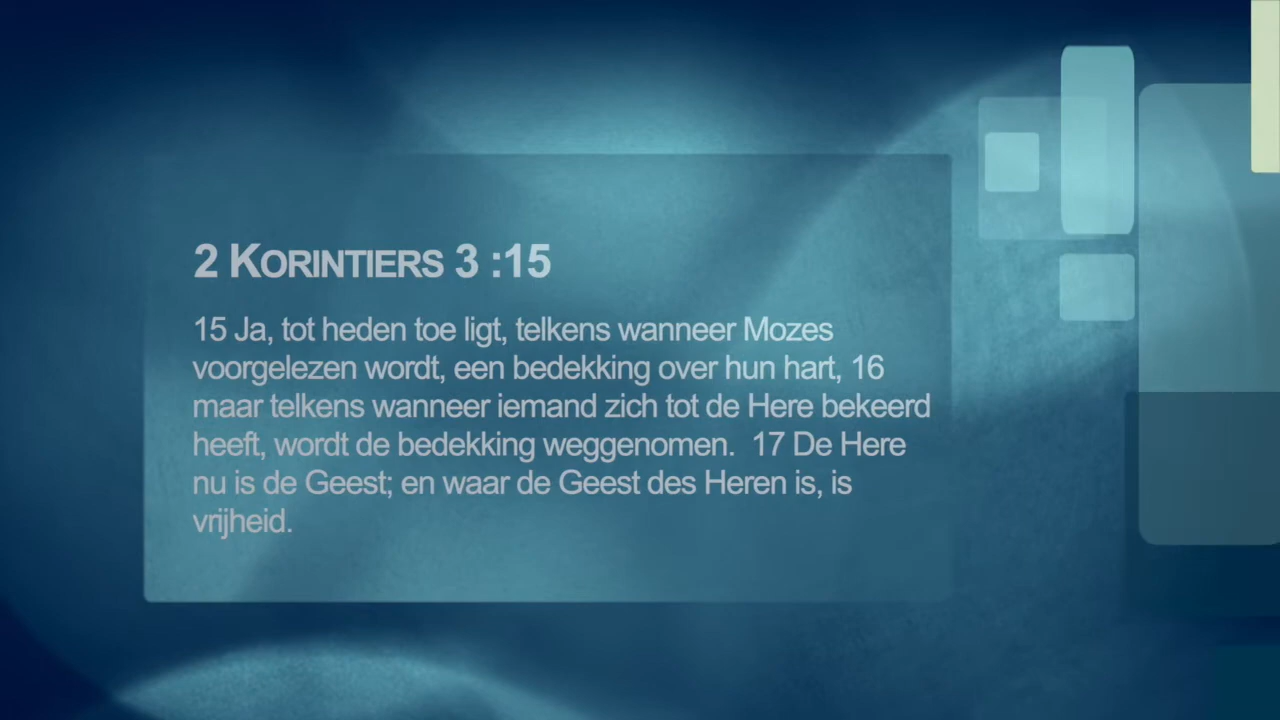 2 KORINTIERS 3 :15
15 Ja, tot heden toe ligt, telkens wanneer Mozes
voorgelezen wordt, een bedekking over hun hart, 16
maar telkens wanneer iemand zich tot de Here bekeerd
heeft, wordt de bedekking weggenomen.  17 De Here
nu is de Geest; en waar de Geest des Heren is, is
vrijheid.